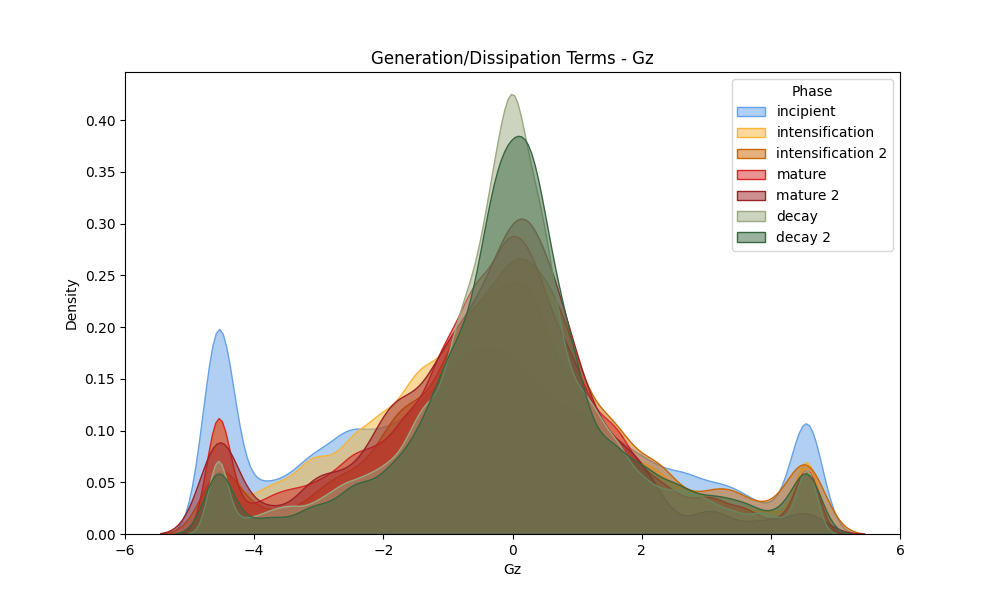 Generation/Dissipation Terms - Gz
Phase
incipient
intensification
intensification 2
mature
mature 2
decay
decay 2
0.40
0.35
0.30
0.25
0.20
0.15
0.10
0.05
0.00
Density
−6
−4
−2
0
2
4
6
Gz